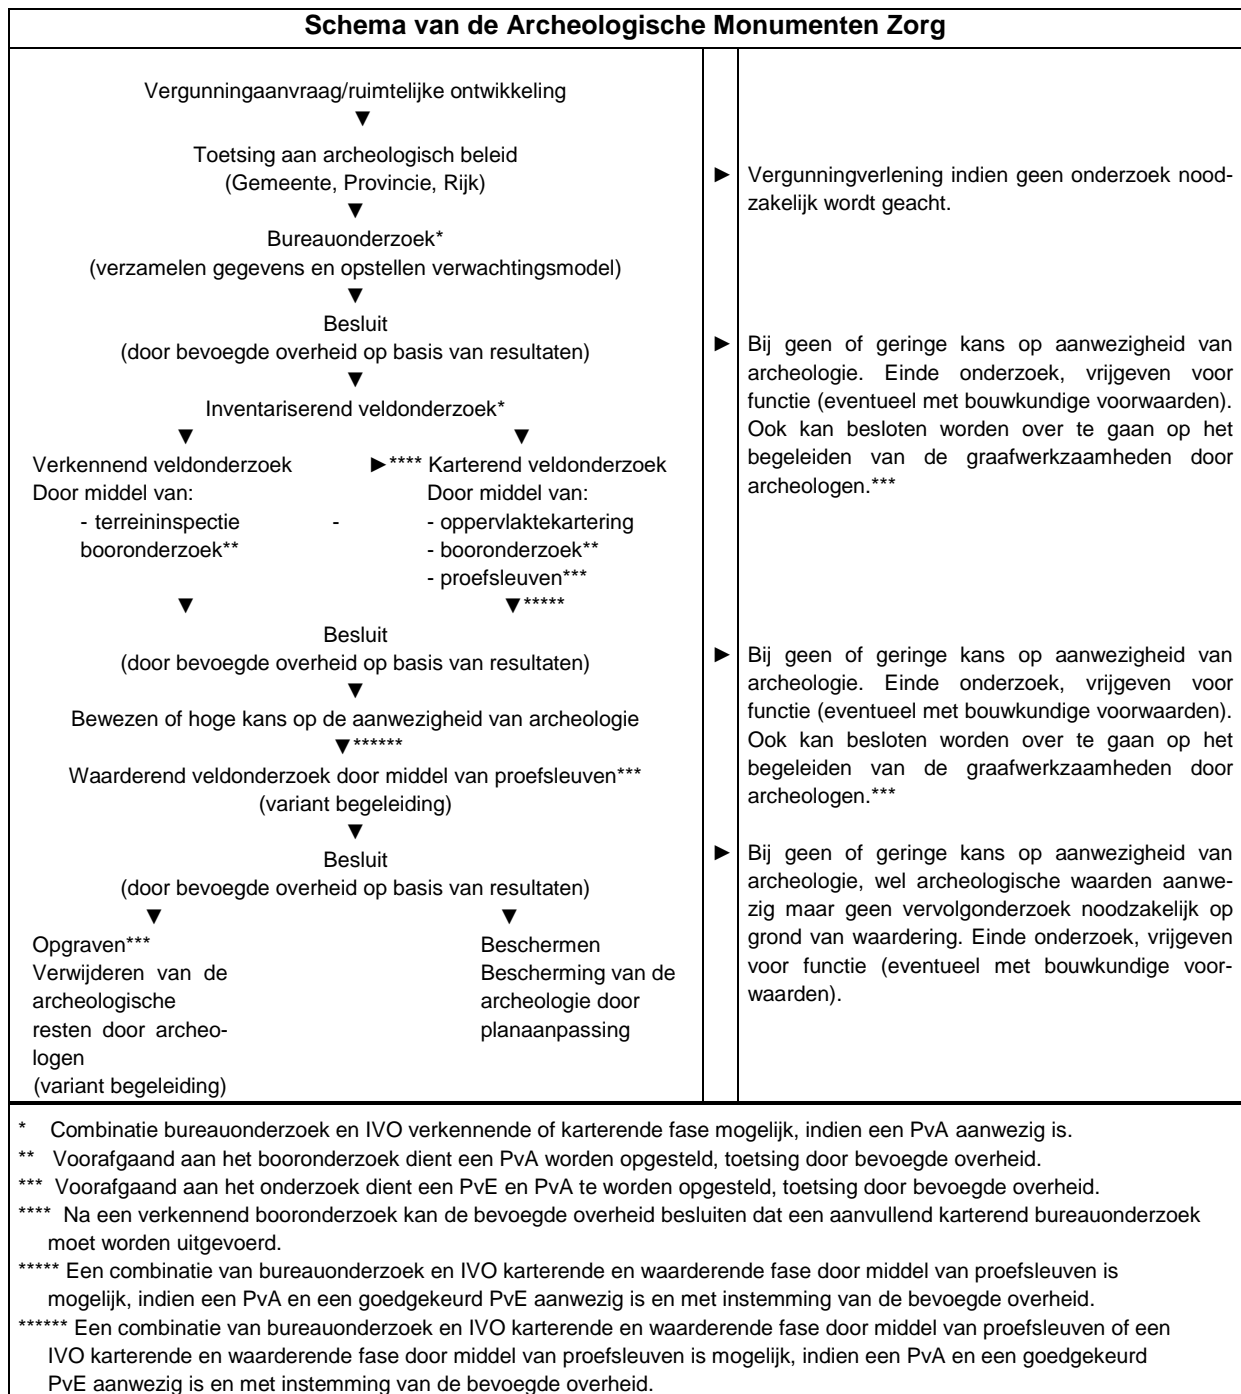 Schema van de Archeologische Monumenten Zorg
Vergunningaanvraag/ruimtelijke ontwikkeling
▼
Toetsing aan archeologisch beleid
(Gemeente, Provincie, Rijk)
▼
Bureauonderzoek*
(verzamelen gegevens en opstellen verwachtingsmodel)
▼
Besluit
(door bevoegde overheid op basis van resultaten)
▼
Inventariserend veldonderzoek*
▼ ▼
Verkennend veldonderzoek ►**** Karterend veldonderzoek
Door middel van: Door middel van:
- terreininspectie - - oppervlaktekartering
booronderzoek** - booronderzoek**
- proefsleuven***
▼ ▼*****
Besluit
(door bevoegde overheid op basis van resultaten)
▼
Bewezen of hoge kans op de aanwezigheid van archeologie
▼******
Waarderend veldonderzoek door middel van proefsleuven***
(variant begeleiding)
▼
Besluit
(door bevoegde overheid op basis van resultaten)
▼ ▼
Opgraven***
Verwijderen van de
archeologische
resten door archeo-
logen
(variant begeleiding)
Beschermen
Bescherming van de
archeologie door
planaanpassing
► Vergunningverlening indien geen onderzoek nood-
zakelijk wordt geacht.
► Bij geen of geringe kans op aanwezigheid van
archeologie. Einde onderzoek, vrijgeven voor
functie (eventueel met bouwkundige voorwaarden).
Ook kan besloten worden over te gaan op het
begeleiden van de graafwerkzaamheden door
archeologen.***
► Bij geen of geringe kans op aanwezigheid van
archeologie. Einde onderzoek, vrijgeven voor
functie (eventueel met bouwkundige voorwaarden).
Ook kan besloten worden over te gaan op het
begeleiden van de graafwerkzaamheden door
archeologen.***
► Bij geen of geringe kans op aanwezigheid van
archeologie, wel archeologische waarden aanwe-
zig maar geen vervolgonderzoek noodzakelijk op
grond van waardering. Einde onderzoek, vrijgeven
voor functie (eventueel met bouwkundige voor-
waarden).
* Combinatie bureauonderzoek en IVO verkennende of karterende fase mogelijk, indien een PvA aanwezig is.
** Voorafgaand aan het booronderzoek dient een PvA worden opgesteld, toetsing door bevoegde overheid.
*** Voorafgaand aan het onderzoek dient een PvE en PvA te worden opgesteld, toetsing door bevoegde overheid.
**** Na een verkennend booronderzoek kan de bevoegde overheid besluiten dat een aanvullend karterend bureauonderzoek
moet worden uitgevoerd.
***** Een combinatie van bureauonderzoek en IVO karterende en waarderende fase door middel van proefsleuven is
mogelijk, indien een PvA en een goedgekeurd PvE aanwezig is en met instemming van de bevoegde overheid.
****** Een combinatie van bureauonderzoek en IVO karterende en waarderende fase door middel van proefsleuven of een
IVO karterende en waarderende fase door middel van proefsleuven is mogelijk, indien een PvA en een goedgekeurd
PvE aanwezig is en met instemming van de bevoegde overheid.